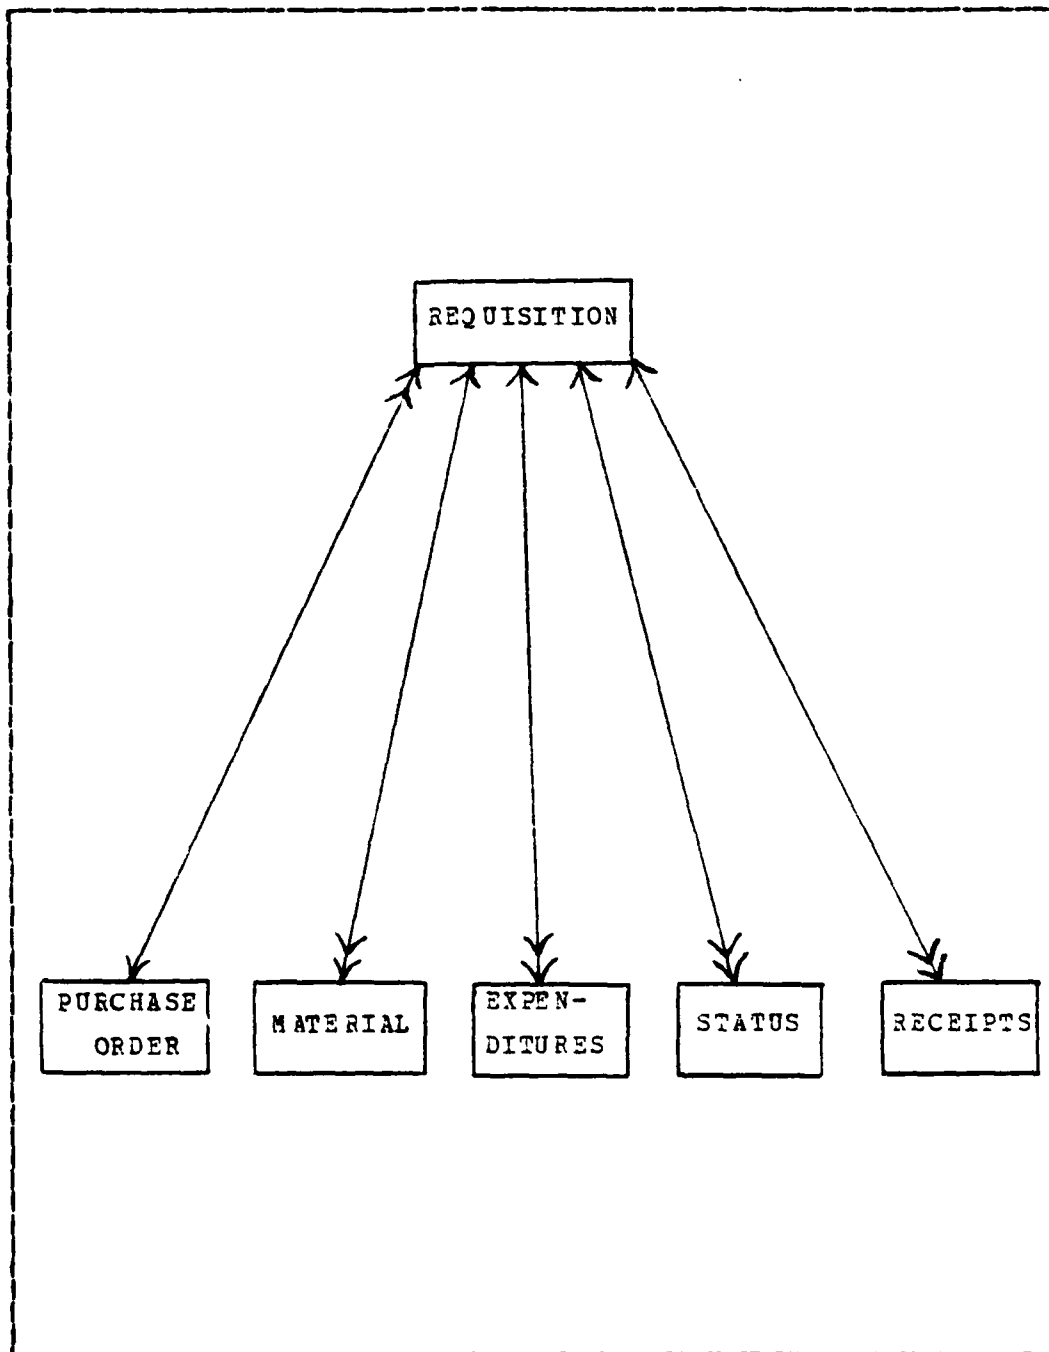 REQUISITION
PURCHASE
ORDER
MATERIAL
EXPEN-
DITURES
STATUS
RECEIPTS